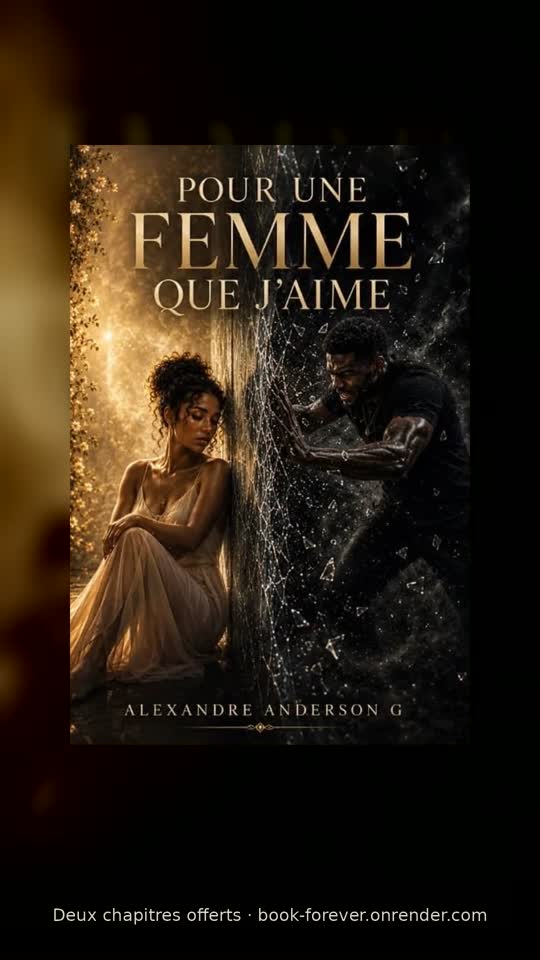 POUR UNE
FEMME
QUE J'AIME
ALEXANDRE ANDERSON G
Deux chapitres offerts · book-forever.onrender.com